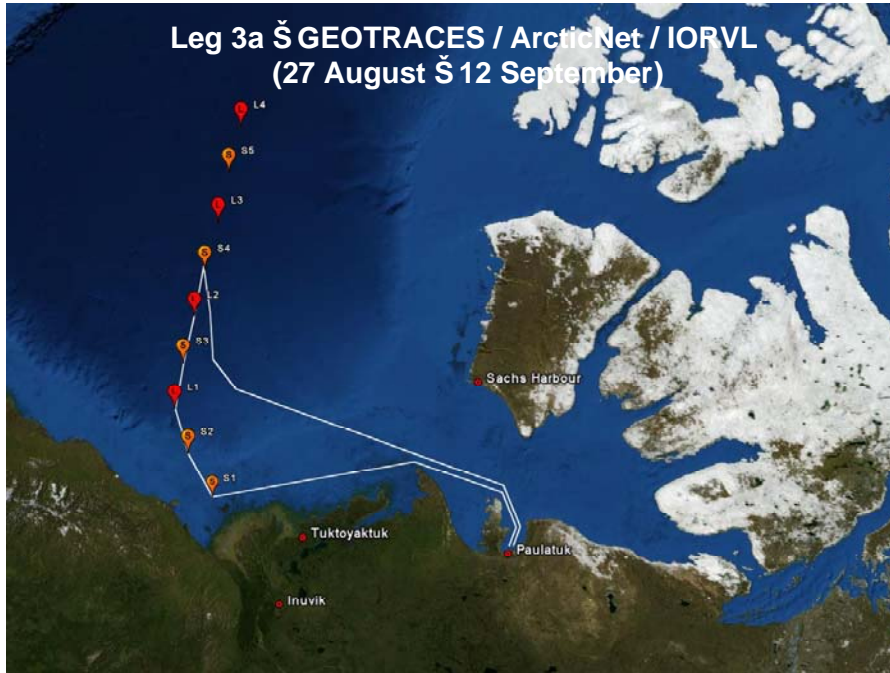 Leg 3a Š GEOTRACES / ArcticNet / IORVL
(27 August Š 12 September)
L L4
S S5
L L3
S S4
L L2
S S3
L L1
S S2
S S1
Sachs Harbour
Tuktoyaktuk
Paulatuk
Inuvik